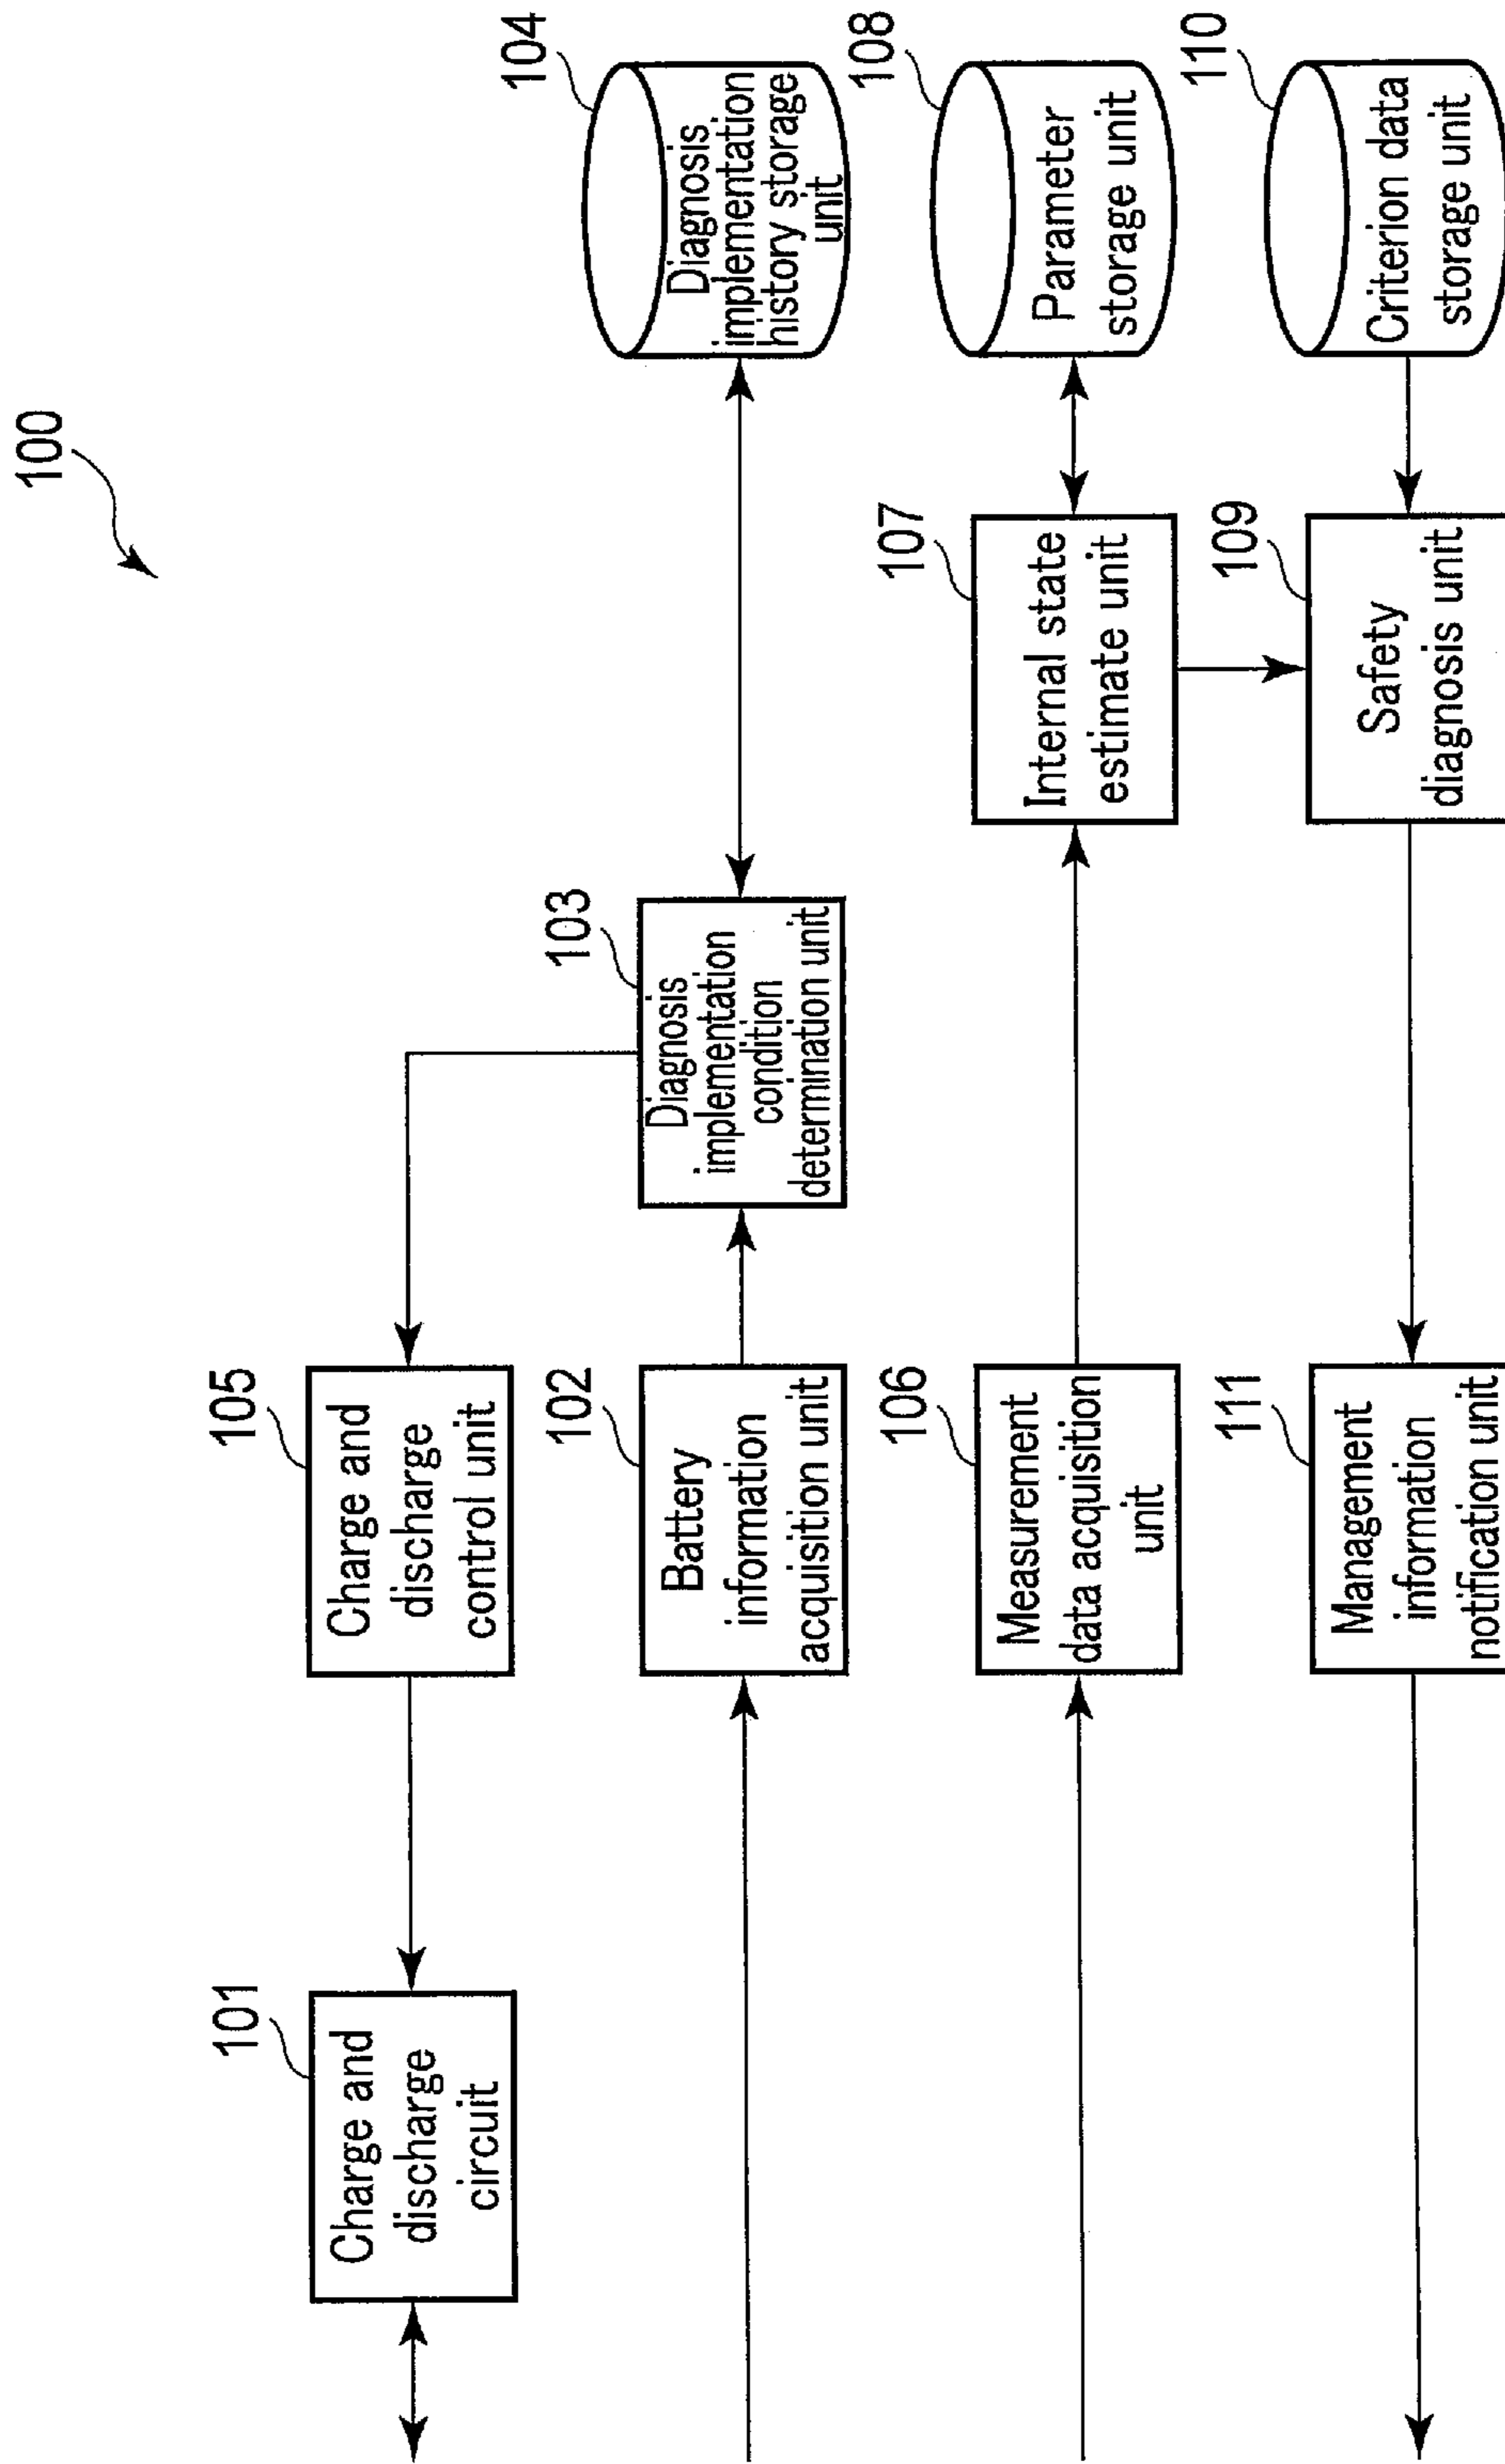 100
101
Charge and
discharge
circuit
105
Charge and
discharge
control unit
102
Battery
information
acquisition unit
103
Diagnosis
implementation
condition
determination unit
104
Diagnosis
implementation
history storage
unit
106
Measurement
data acquisition
unit
107
Internal state
estimate unit
108
Parameter
storage unit
111
Management
information
notification unit
109
Safety
diagnosis unit
110
Criterion data
storage unit